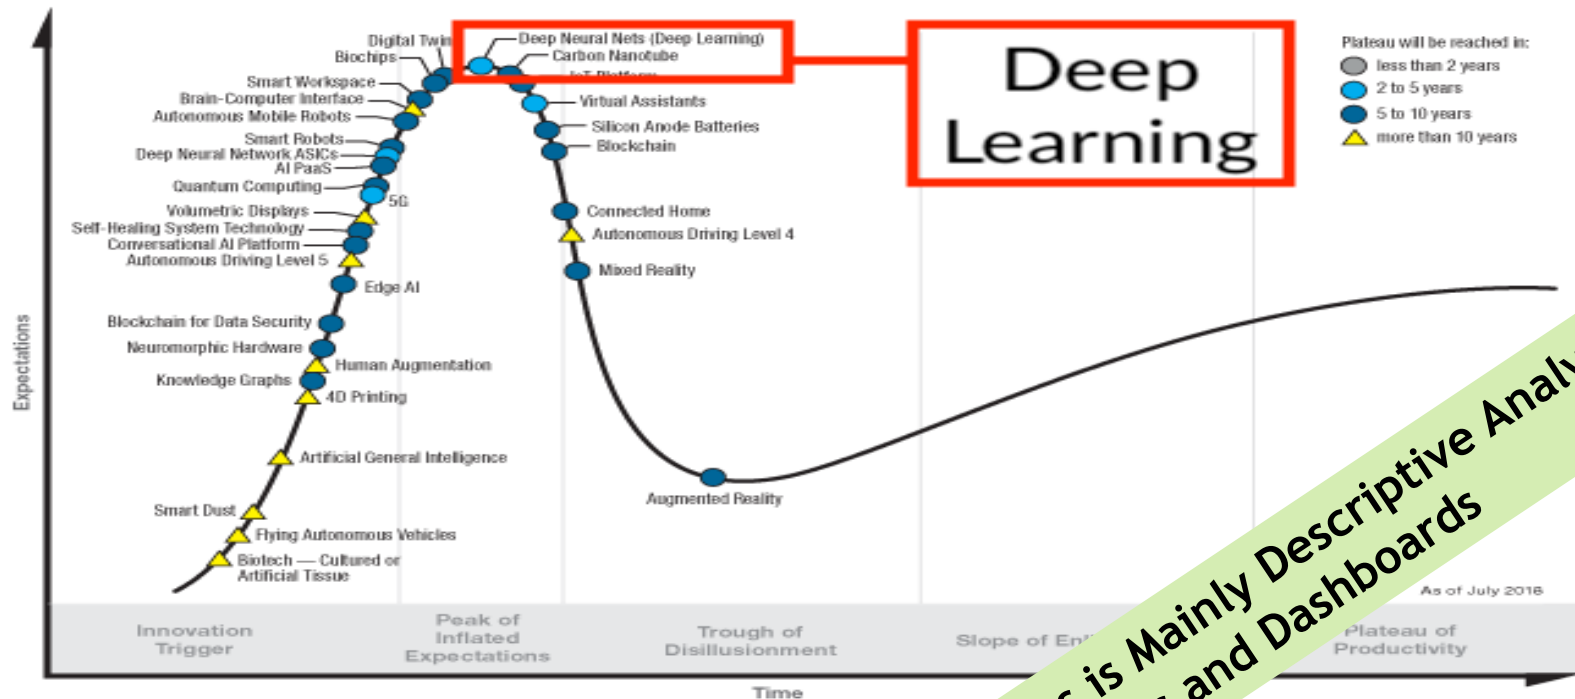 Digital Twin
Biochips
Smart Workspace
Brain-Computer Interface
Autonomous Mobile Robots
Smart Robots
Deep Neural Network ASICs
AI PaaS
Quantum Computing
5G
Volumetric Displays
Self-Healing System Technology
Conversational AI Platform
Autonomous Driving Level 5
Edge AI
Blockchain for Data Security
Neuromorphic Hardware
Human Augmentation
Knowledge Graphs
4D Printing
Artificial General Intelligence
Smart Dust
Flying Autonomous Vehicles
Biotech — Cultured or
Artificial Tissue
Deep Neural Nets (Deep Learning)
Carbon Nanotube
IoT Platform
Virtual Assistants
Silicon Anode Batteries
Blockchain
Connected Home
Autonomous Driving Level 4
Mixed Reality
Augmented Reality
Deep
Learning
Plateau will be reached in:
less than 2 years
2 to 5 years
5 to 10 years
more than 10 years
is Mainly Descriptive
and Dashboards
As of July 2018
Expectations
Innovation
Trigger
Peak of
Inflated
Expectations
Trough of
Disillusionment
Slope of
Plateau of
Productivity
Time